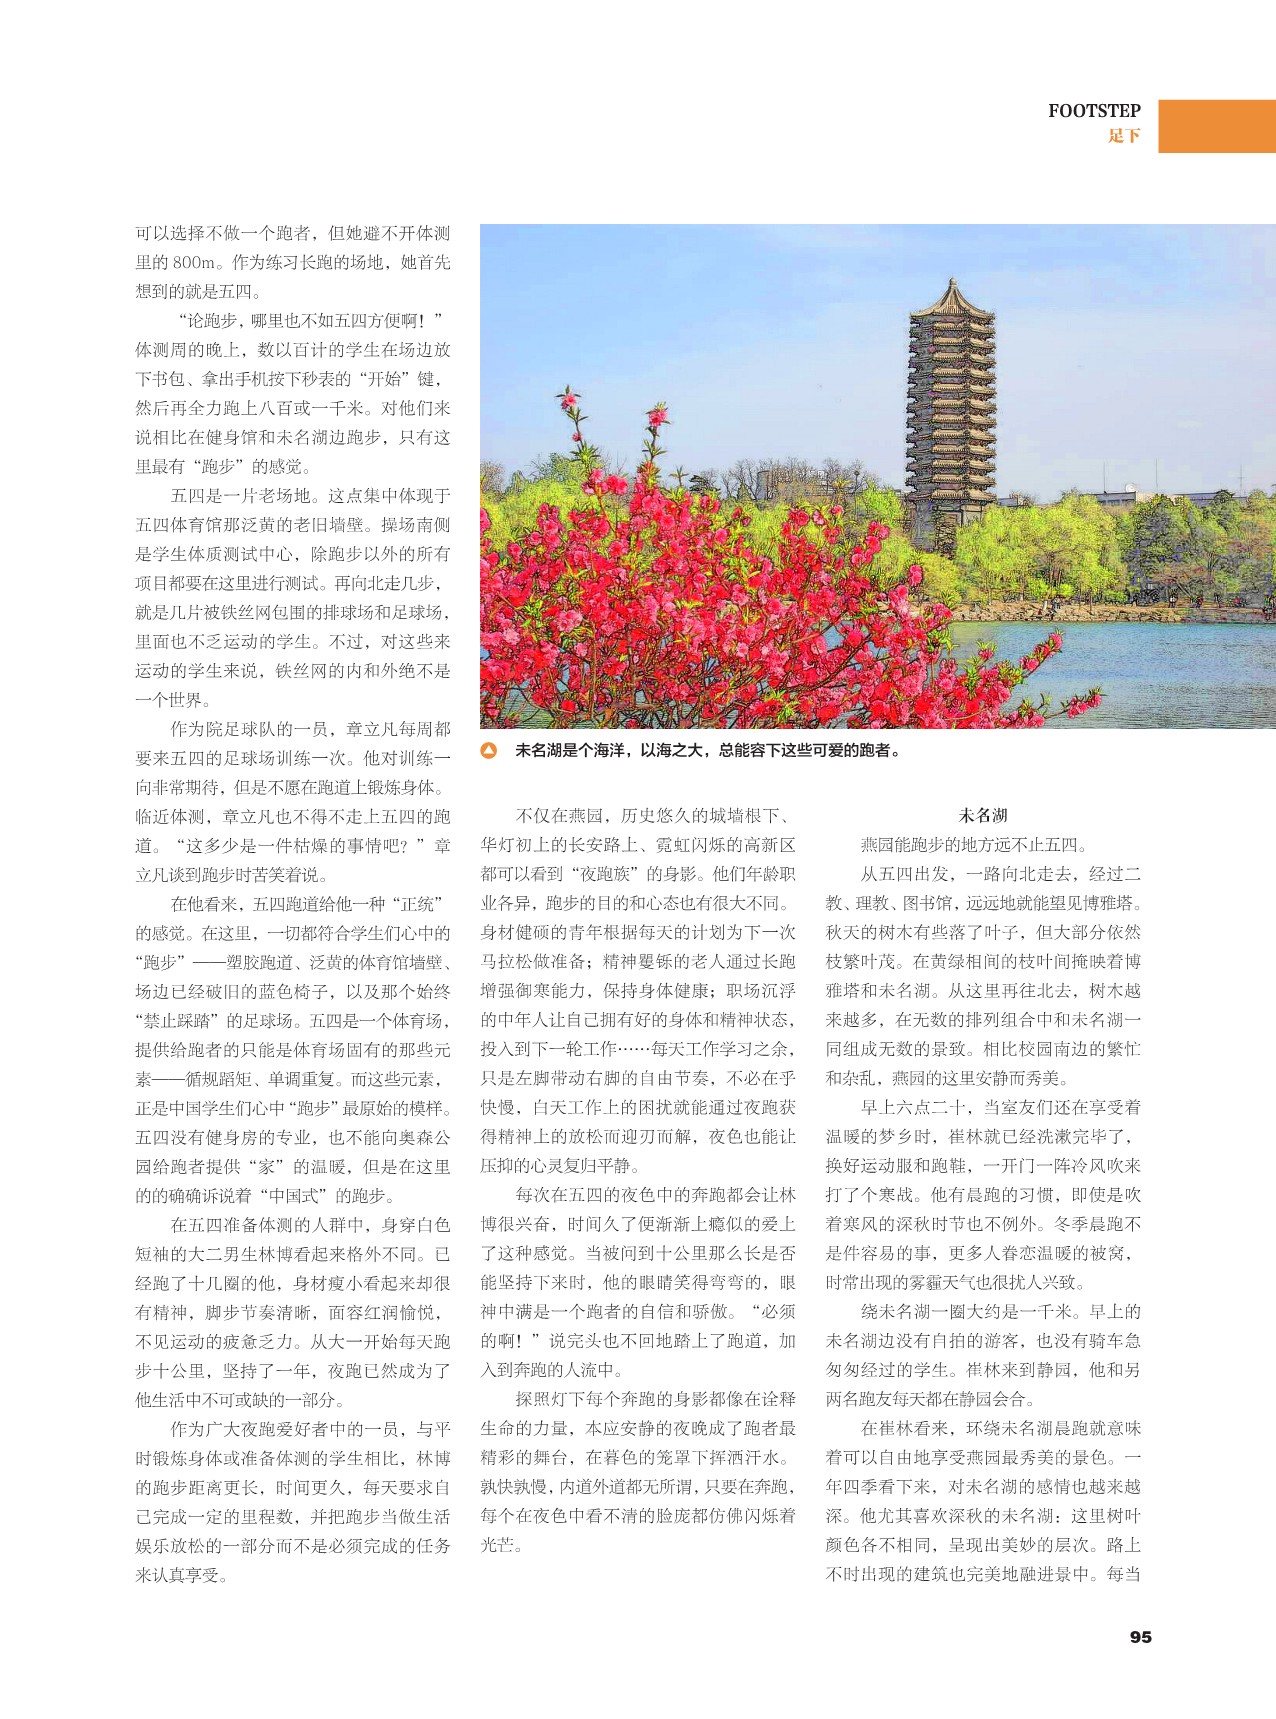 FOOTSTEP
足下
可以选择不做一个跑者，但她避不开体测
里的 800m。作为练习长跑的场地，她首先
想到的就是五四。
“论跑步，哪里也不如五四方便啊！”
体测周的晚上，数以百计的学生在场边放
下书包、拿出手机按下秒表的“开始”键，
然后再全力跑上八百或一千米。对他们来
说相比在健身馆和未名湖边跑步，只有这
里最有“跑步”的感觉。
五四是一片老场地。这点集中体现于
五四体育馆那泛黄的老旧墙壁。操场南侧
是学生体质测试中心，除跑步以外的所有
项目都要在这里进行测试。再向北走几步，
就是几片被铁丝网包围的排球场和足球场，
里面也不乏运动的学生。不过，对这些来
运动的学生来说，铁丝网的内和外绝不是
一个世界。
作为院足球队的一员，章立凡每周都
要来五四的足球场训练一次。他对训练一
向非常期待，但是不愿在跑道上锻炼身体。
临近体测，章立凡也不得不走上五四的跑
道。“这多少是一件枯燥的事情吧？”章
立凡谈到跑步时苦笑着说。
在他看来，五四跑道给他一种“正统”
的感觉。在这里，一切都符合学生们心中的
“跑步”——塑胶跑道、泛黄的体育馆墙壁、
场边已经破旧的蓝色椅子，以及那个始终
“禁止踩踏”的足球场。五四是一个体育场，
提供给跑者的只能是体育场固有的那些元
素——循规蹈矩、单调重复。而这些元素，
正是中国学生们心中“跑步”最原始的模样。
五四没有健身房的专业，也不能向奥森公
园给跑者提供“家”的温暖，但是在这里
的的确确诉说着“中国式”的跑步。
在五四准备体测的人群中，身穿白色
短袖的大二男生林博看起来格外不同。已
经跑了十几圈的他，身材瘦小看起来却很
有精神，脚步节奏清晰，面容红润愉悦，
不见运动的疲惫乏力。从大一开始每天跑
步十公里，坚持了一年，夜跑已然成为了
他生活中不可或缺的一部分。
作为广大夜跑爱好者中的一员，与平
时锻炼身体或准备体测的学生相比，林博
的跑步距离更长，时间更久，每天要求自
己完成一定的里程数，并把跑步当做生活
娱乐放松的一部分而不是必须完成的任务
来认真享受。
未名湖是个海洋，以海之大，总能容下这些可爱的跑者。
不仅在燕园，历史悠久的城墙根下、
华灯初上的长安路上、霓虹闪烁的高新区
都可以看到“夜跑族”的身影。他们年龄职
业各异，跑步的目的和心态也有很大不同。
身材健硕的青年根据每天的计划为下一次
马拉松做准备；精神矍铄的老人通过长跑
增强御寒能力，保持身体健康；职场沉浮
的中年人让自己拥有好的身体和精神状态，
投入到下一轮工作……每天工作学习之余，
只是左脚带动右脚的自由节奏，不必在乎
快慢，白天工作上的困扰就能通过夜跑获
得精神上的放松而迎刃而解，夜色也能让
压抑的心灵复归平静。
每次在五四的夜色中的奔跑都会让林
博很兴奋，时间久了便渐渐上瘾似的爱上
了这种感觉。当被问到十公里那么长是否
能坚持下来时，他的眼睛笑得弯弯的，眼
神中满是一个跑者的自信和骄傲。“必须
的啊！”说完头也不回地踏上了跑道，加
入到奔跑的人流中。
探照灯下每个奔跑的身影都像在诠释
生命的力量，本应安静的夜晚成了跑者最
精彩的舞台，在暮色的笼罩下挥洒汗水。
孰快孰慢，内道外道都无所谓，只要在奔跑，
每个在夜色中看不清的脸庞都仿佛闪烁着
光芒。
未名湖
燕园能跑步的地方远不止五四。
从五四出发，一路向北走去，经过二
教、理教、图书馆，远远地就能望见博雅塔。
秋天的树木有些落了叶子，但大部分依然
枝繁叶茂。在黄绿相间的枝叶间掩映着博
雅塔和未名湖。从这里再往北去，树木越
来越多，在无数的排列组合中和未名湖一
同组成无数的景致。相比校园南边的繁忙
和杂乱，燕园的这里安静而秀美。
早上六点二十，当室友们还在享受着
温暖的梦乡时，崔林就已经洗漱完毕了，
换好运动服和跑鞋，一开门一阵冷风吹来
打了个寒战。他有晨跑的习惯，即使是吹
着寒风的深秋时节也不例外。冬季晨跑不
是件容易的事，更多人眷恋温暖的被窝，
时常出现的雾霾天气也很扰人兴致。
绕未名湖一圈大约是一千米。早上的
未名湖边没有自拍的游客，也没有骑车急
匆匆经过的学生。崔林来到静园，他和另
两名跑友每天都在静园会合。
在崔林看来，环绕未名湖晨跑就意味
着可以自由地享受燕园最秀美的景色。一
年四季看下来，对未名湖的感情也越来越
深。他尤其喜欢深秋的未名湖：这里树叶
颜色各不相同，呈现出美妙的层次。路上
不时出现的建筑也完美地融进景中。每当
95